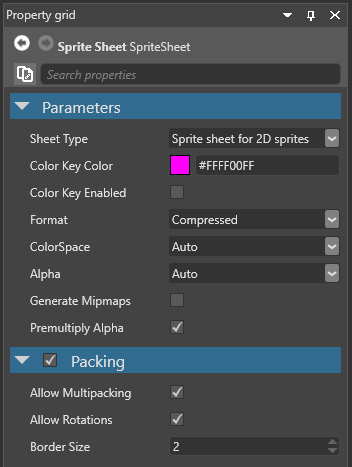 Property grid
Sprite Sheet SpriteSheet
Search properties
Parameters
Sheet Type Sprite sheet for 2D sprites
Color Key Color #FFFF00FF
Color Key Enabled
Format Compressed
ColorSpace Auto
Alpha Auto
Generate Mipmaps
Premultiply Alpha
Packing
Allow Multipacking
Allow Rotations
Border Size 2